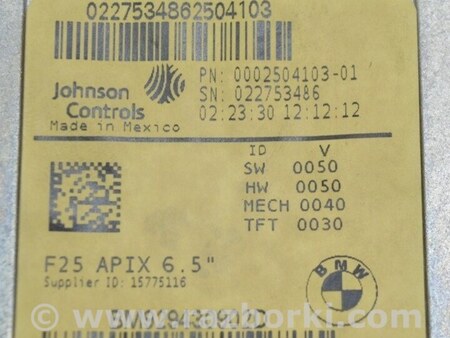 0227534862504103
Johnson
Controls
Made in Mexico
PN: 0002504103-01
SN: 022753486
02:23:30 12:12:12
ID V
SW 0050
HW 0050
MECH 0040
TFT 0030
F25 APIX 6.5"
Supplier ID: 15775116
BMW
© www.razborki.com